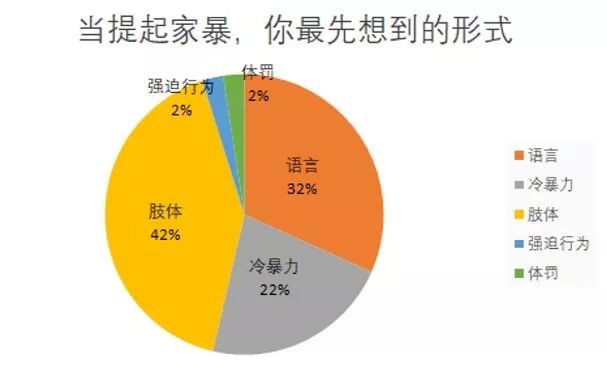 当提起家暴，你最先想到的形式
强迫行为
2%
体罚
2%
语言
32%
肢体
42%
冷暴力
22%
语言
冷暴力
肢体
强迫行为
体罚